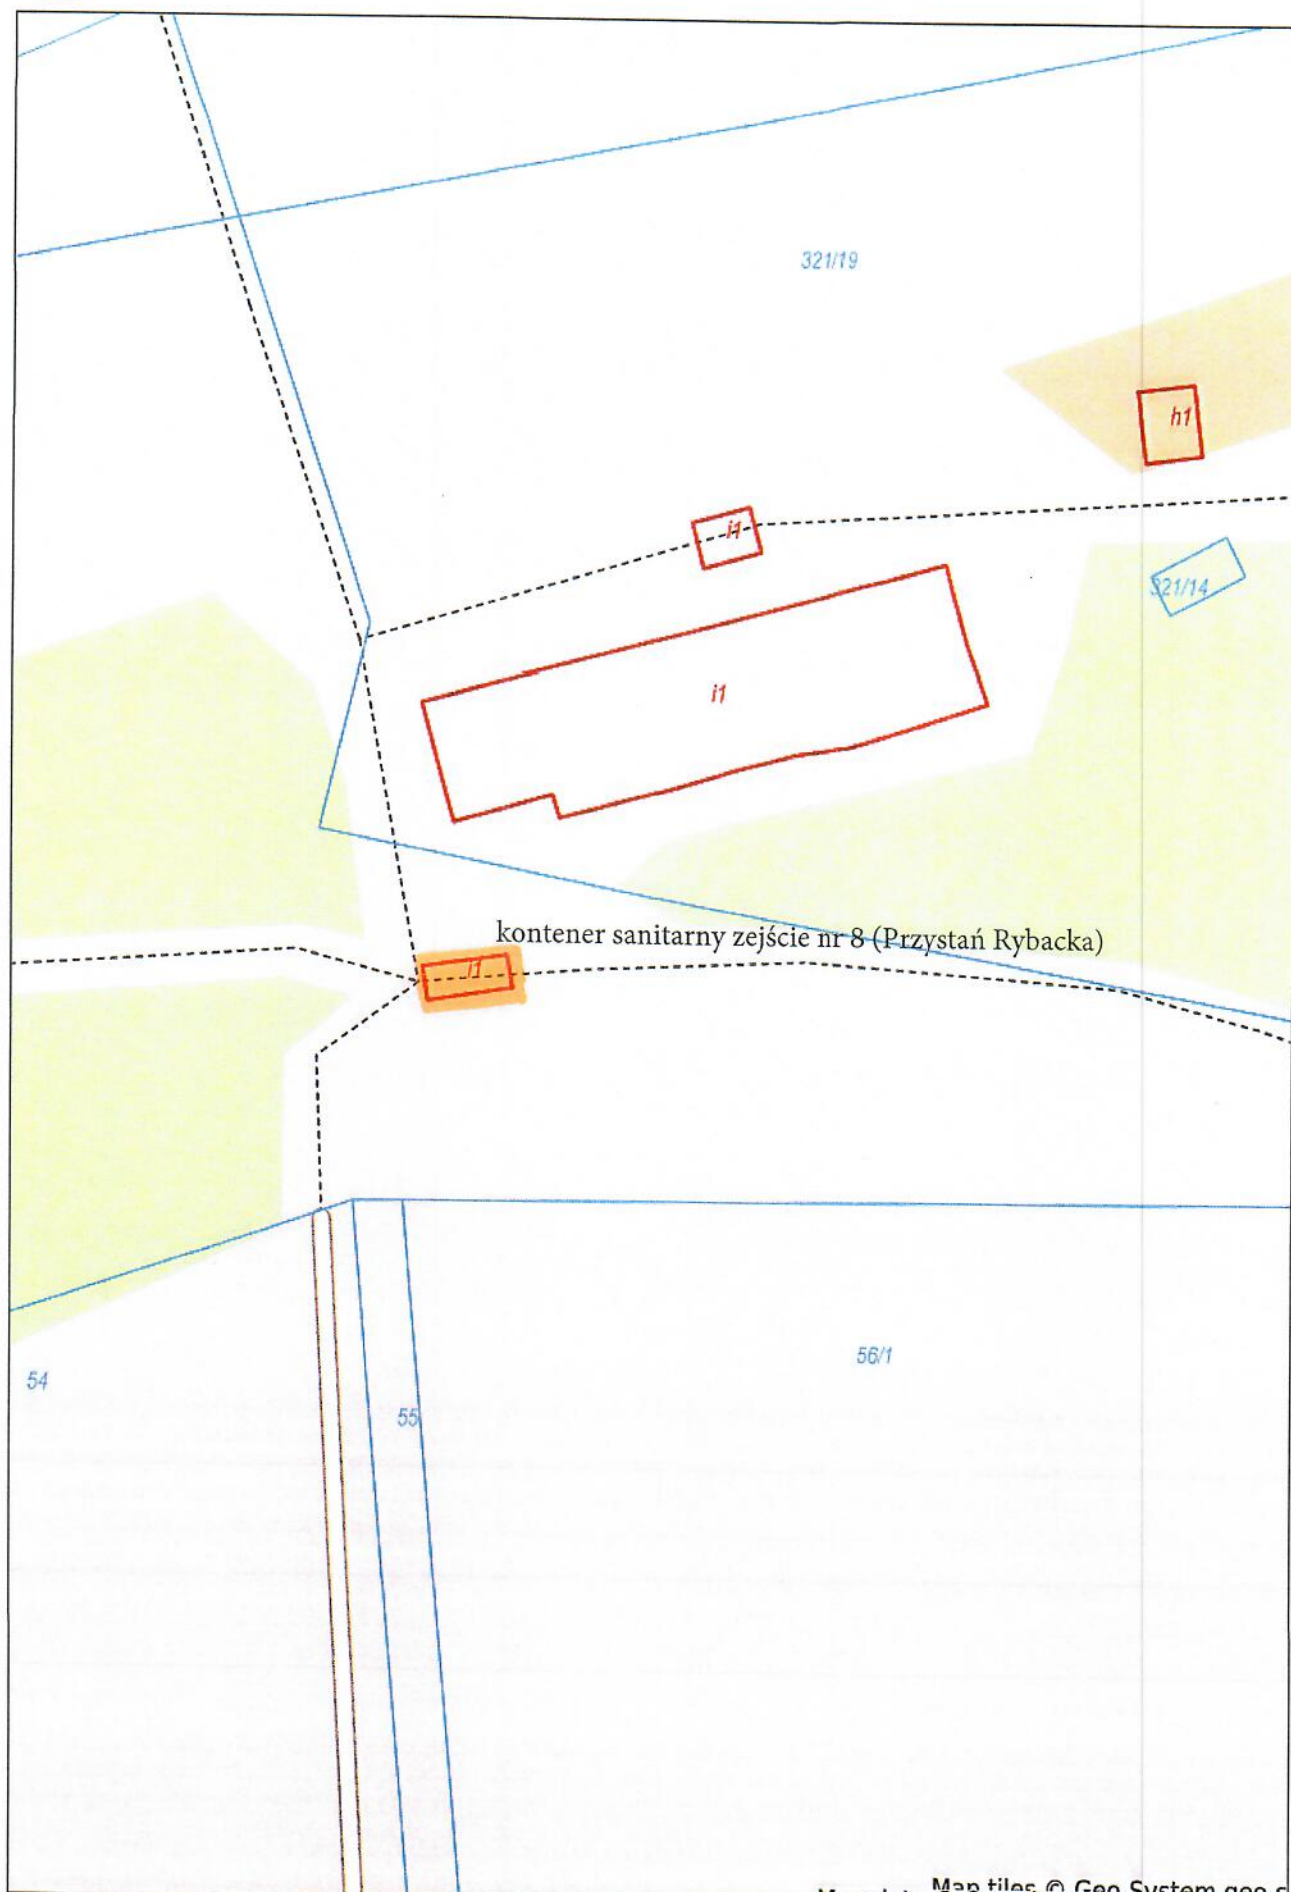 321/19
h1
i1
321/14
i1
kontener sanitarny zejście nr 8 (Przystań Rybacka)
i1
56/1
54
55
Map tiles © Geo System geo